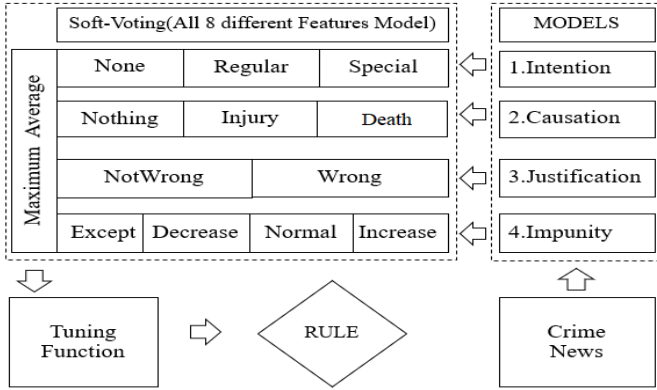 Soft-Voting(All 8 different Features Model)
MODELS
Maximum Average
None Regular Special
1.Intention
Nothing Injury Death
2.Causation
NotWrong Wrong
3.Justification
Except Decrease Normal Increase
4.Impunity
Tuning
Function
RULE
Crime
News